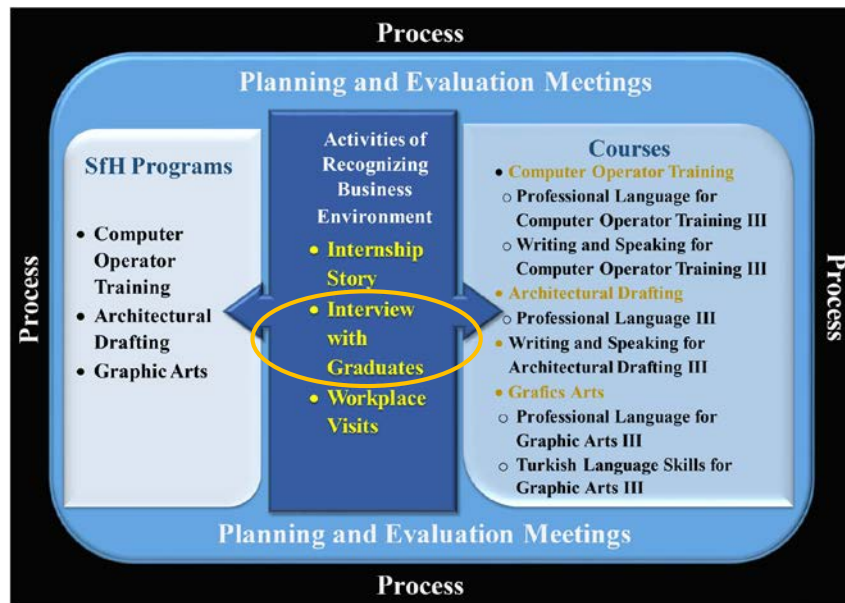 Process
Planning and Evaluation Meetings
SfH Programs
• Computer
Operator
Training
• Architectural
Drafting
• Graphic Arts
Activities of
Recognizing
Business
Environment
• Internship
Story
• Interview
with
Graduates
• Workplace
Visits
Courses
• Computer Operator Training
o Professional Language for
Computer Operator Training III
o Writing and Speaking for
Computer Operator Training III
• Architectural Drafting
o Professional Language III
• Writing and Speaking for
Architectural Drafting III
• Grafics Arts
o Professional Language for
Graphic Arts III
o Turkish Language Skills for
Graphic Arts III
Process
Process
Planning and Evaluation Meetings
Process